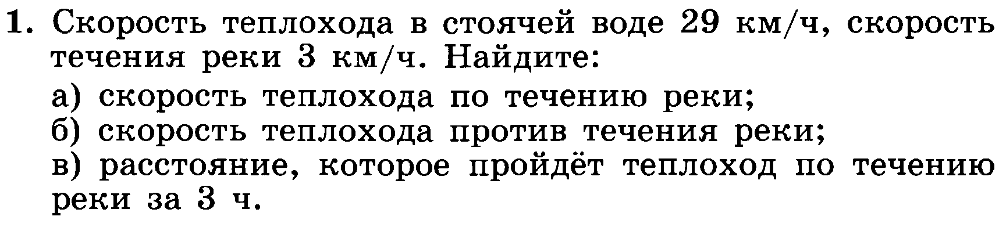 1. Скорость теплохода в стоячей воде 29 км/ч, скорость
течения реки 3 км/ч. Найдите:
а) скорость теплохода по течению реки;
б) скорость теплохода против течения реки;
в) расстояние, которое пройдёт теплоход по течению
реки за 3 ч.